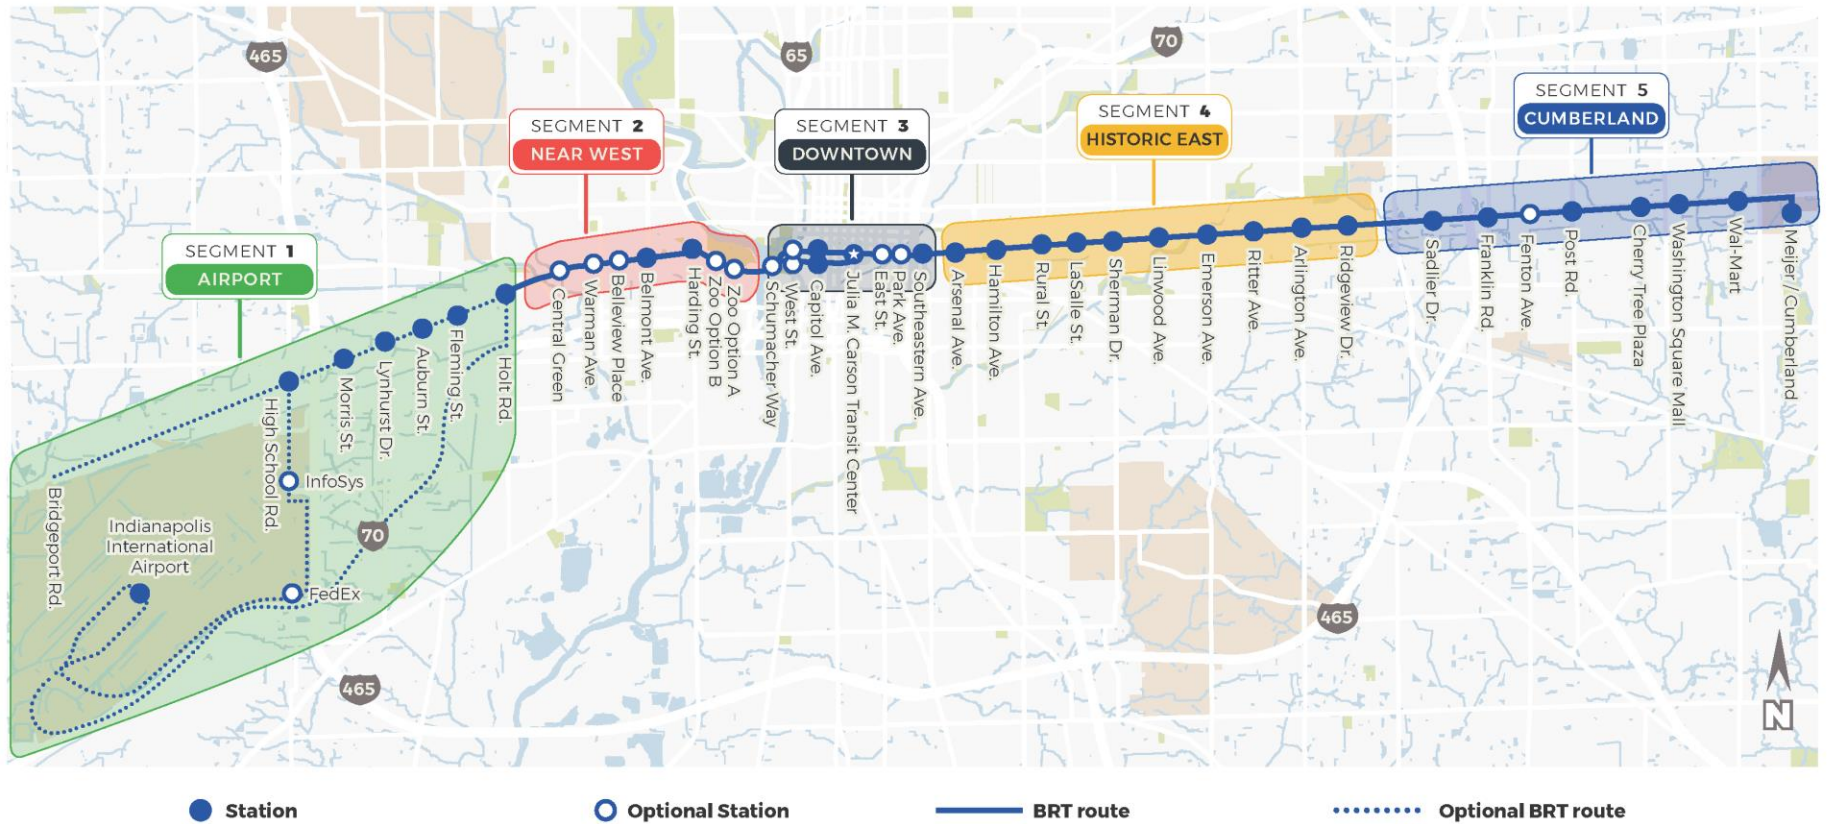 465
65
70
SEGMENT 1
AIRPORT
SEGMENT 2
NEAR WEST
SEGMENT 3
DOWNTOWN
SEGMENT 4
HISTORIC EAST
SEGMENT 5
CUMBERLAND
Bridgeport Rd.
Indianapolis
International
Airport
High School Rd.
InfoSys
FedEx
70
Morris St.
Lynhurst Dr.
Auburn St.
Fleming St.
Holt Rd.
Central Green
Warman Ave.
Belleview Place
Belmont Ave.
Harding St.
Zoo Option B
Zoo Option A
Schumacher Way
West St.
Capitol Ave.
Julia M. Carson Transit Center
East St.
Park Ave.
Southeastern Ave.
Arsenal Ave.
Hamilton Ave.
Rural St.
LaSalle St.
Sherman Dr.
Linwood Ave.
Emerson Ave.
Ritter Ave.
Arlington Ave.
Ridgeview Dr.
Sadlier Dr.
Franklin Rd.
Fenton Ave.
Post Rd.
Cherry Tree Plaza
Washington Square Mall
Wal-Mart
Meijer/Cumberland
465
465
N
Station
Optional Station
BRT route
Optional BRT route